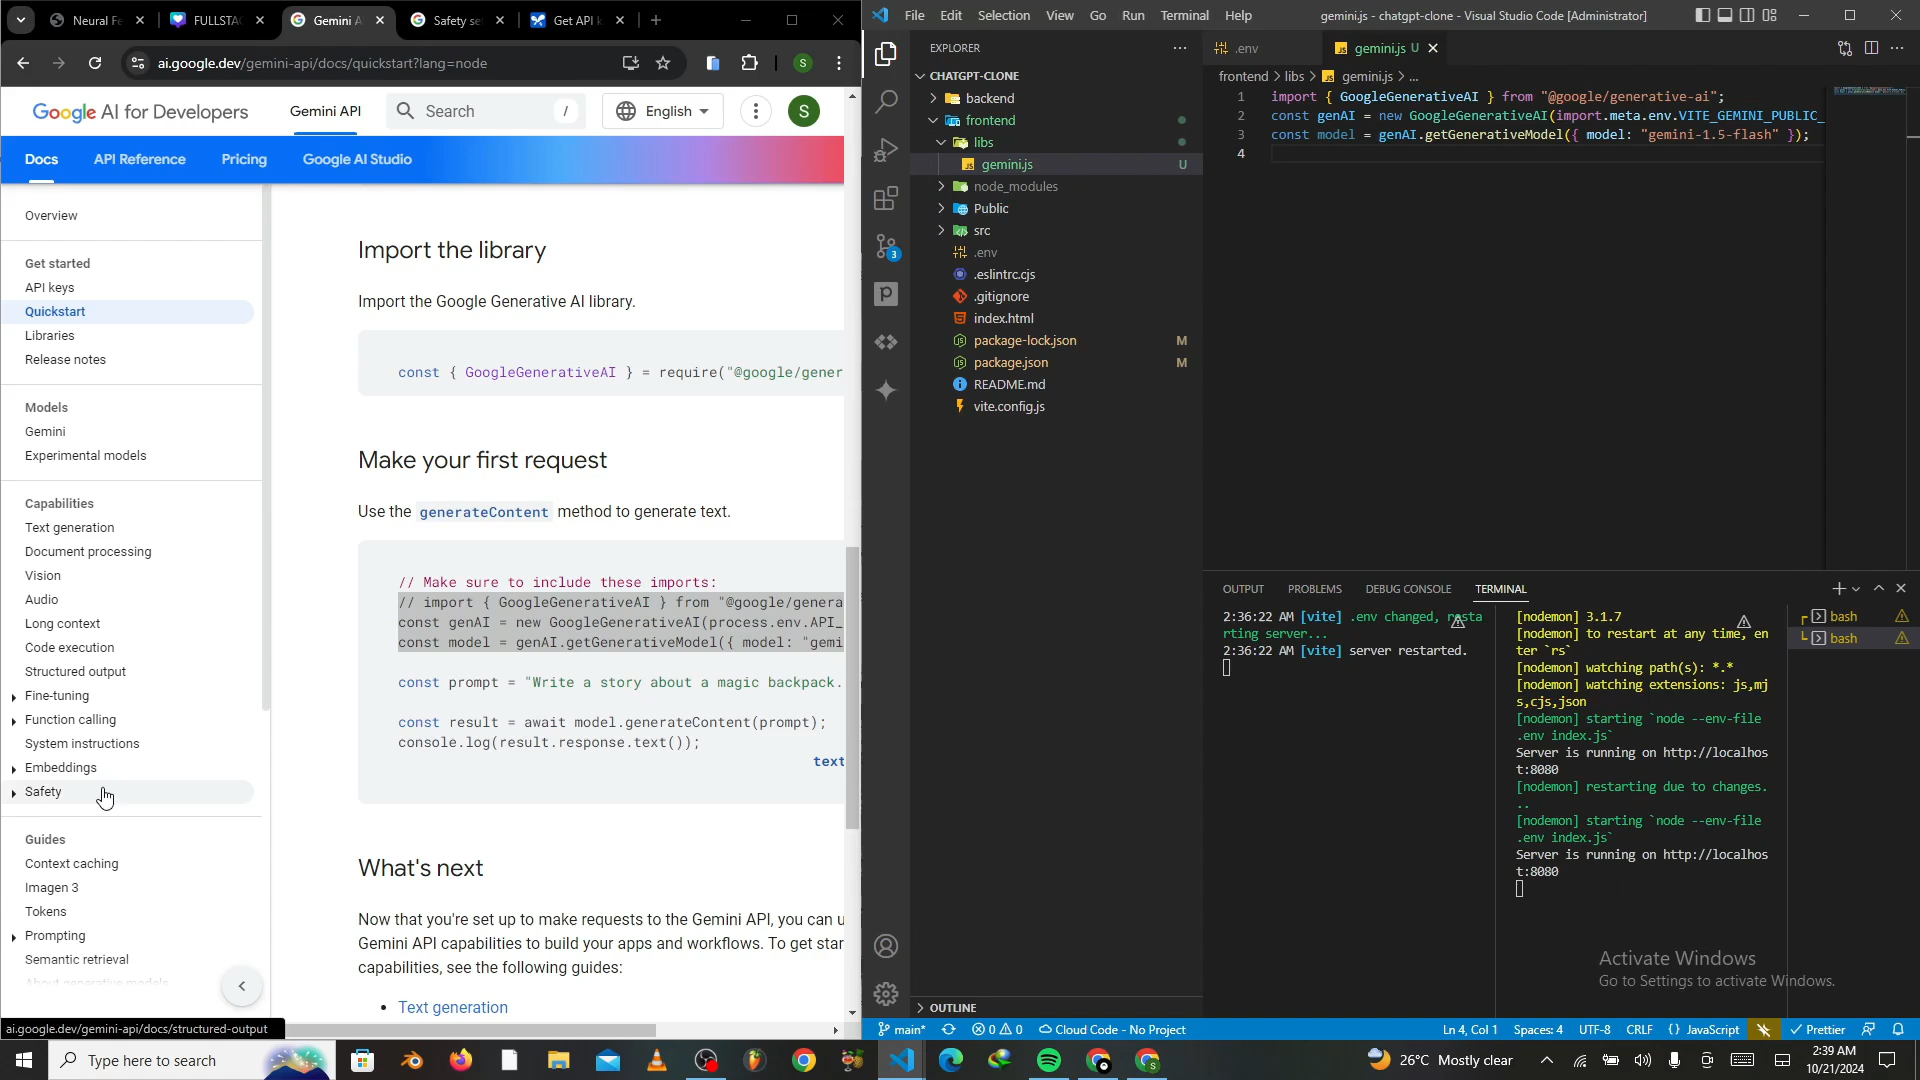 Neural Fe
FULLSTA
Gemini A
Safety se
Get API k
ai.google.dev/gemini-api/docs/quickstart?lang=node
S
Google AI for Developers
Gemini API
Search
/
English
S
Docs
API Reference
Pricing
Google AI Studio
Overview
Get started
API keys
Quickstart
Libraries
Release notes
Models
Gemini
Experimental models
Capabilities
Text generation
Document processing
Vision
Audio
Long context
Code execution
Structured output
Fine-tuning
Function calling
System instructions
Embeddings
Safety
Guides
Context caching
Imagen 3
Tokens
Prompting
Semantic retrieval
About generative models
ai.google.dev/gemini-api/docs/structured-output
Import the library
Import the Google Generative AI library.
const { GoogleGenerativeAI } = require("@google/gener
Make your first request
Use the generateContent method to generate text.
// Make sure to include these imports:
// import { GoogleGenerativeAI } from "@google/genera
const genAI = new GoogleGenerativeAI(process.env.API_
const model = genAI.getGenerativeModel({ model: "gemi
const prompt = "Write a story about a magic backpack.
const result = await model.generateContent(prompt);
console.log(result.response.text());
text
What's next
Now that you're set up to make requests to the Gemini API, you can u
Gemini API capabilities to build your apps and workflows. To get star
capabilities, see the following guides:
Text generation
File Edit Selection View Go Run Terminal Help
gemini.js - chatgpt-clone - Visual Studio Code [Administrator]
EXPLORER
CHATGPT-CLONE
backend
frontend
libs
gemini.js U
node_modules
Public
src
.env
.eslintrc.cjs
.gitignore
index.html
package-lock.json M
package.json M
README.md
vite.config.js
OUTLINE
3
.env
gemini.js U
frontend > libs > gemini.js > ...
1 import { GoogleGenerativeAI } from "@google/generative-ai";
2 const genAI = new GoogleGenerativeAI(import.meta.env.VITE_GEMINI_PUBLIC_
3 const model = genAI.getGenerativeModel({ model: "gemini-1.5-flash" });
4
OUTPUT PROBLEMS DEBUG CONSOLE TERMINAL
2:36:22 AM [vite] .env changed, resta
rting server...
2:36:22 AM [vite] server restarted.
[nodemon] 3.1.7
[nodemon] to restart at any time, en
ter `rs`
[nodemon] watching path(s): *.*
[nodemon] watching extensions: js,mj
s,cjs,json
[nodemon] starting `node --env-file
.env index.js`
Server is running on http://localhos
t:8080
[nodemon] restarting due to changes.
..
[nodemon] starting `node --env-file
.env index.js`
Server is running on http://localhos
t:8080
bash
bash
Activate Windows
Go to Settings to activate Windows.
main* 0 0 Cloud Code - No Project
Ln 4, Col 1 Spaces: 4 UTF-8 CRLF {} JavaScript Prettier
Type here to search
26°C Mostly clear
2:39 AM
10/21/2024